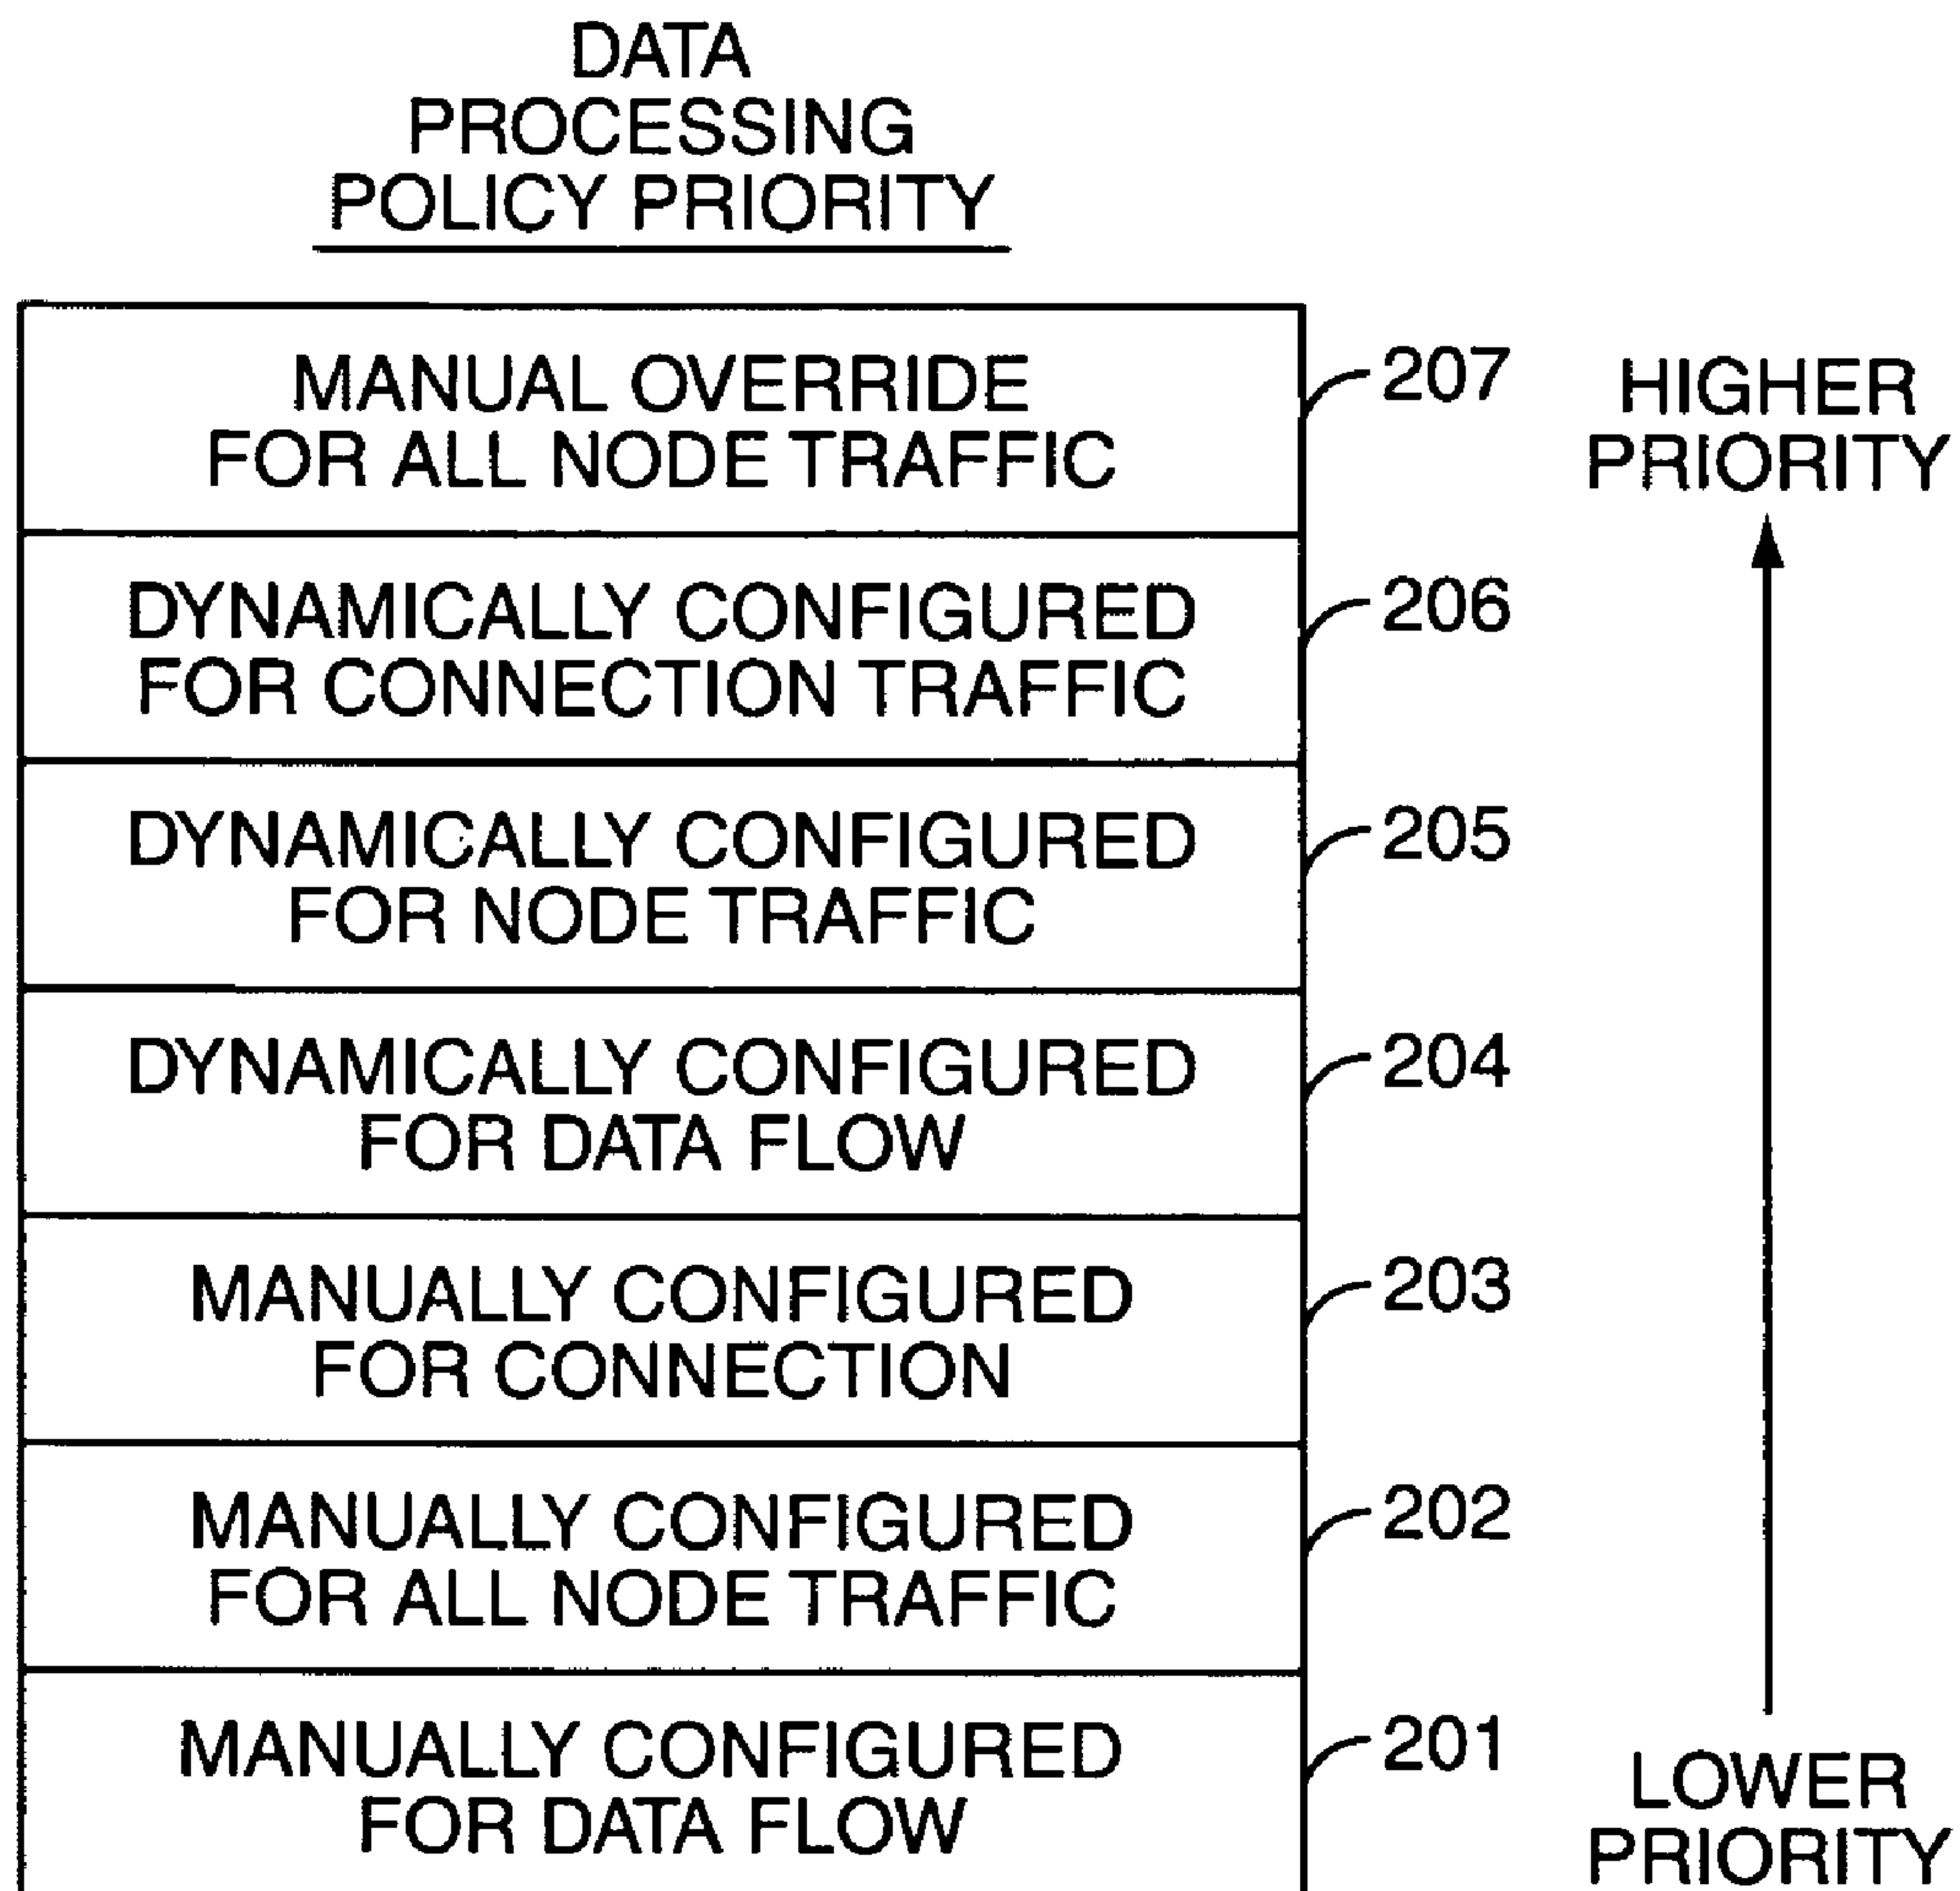 DATA
PROCESSING
POLICY PRIORITY
MANUAL OVERRIDE
FOR ALL NODE TRAFFIC
207
HIGHER
PRIORITY
DYNAMICALLY CONFIGURED
FOR CONNECTION TRAFFIC
206
DYNAMICALLY CONFIGURED
FOR NODE TRAFFIC
205
DYNAMICALLY CONFIGURED
FOR DATA FLOW
204
MANUALLY CONFIGURED
FOR CONNECTION
203
MANUALLY CONFIGURED
FOR ALL NODE TRAFFIC
202
MANUALLY CONFIGURED
FOR DATA FLOW
201
LOWER
PRIORITY